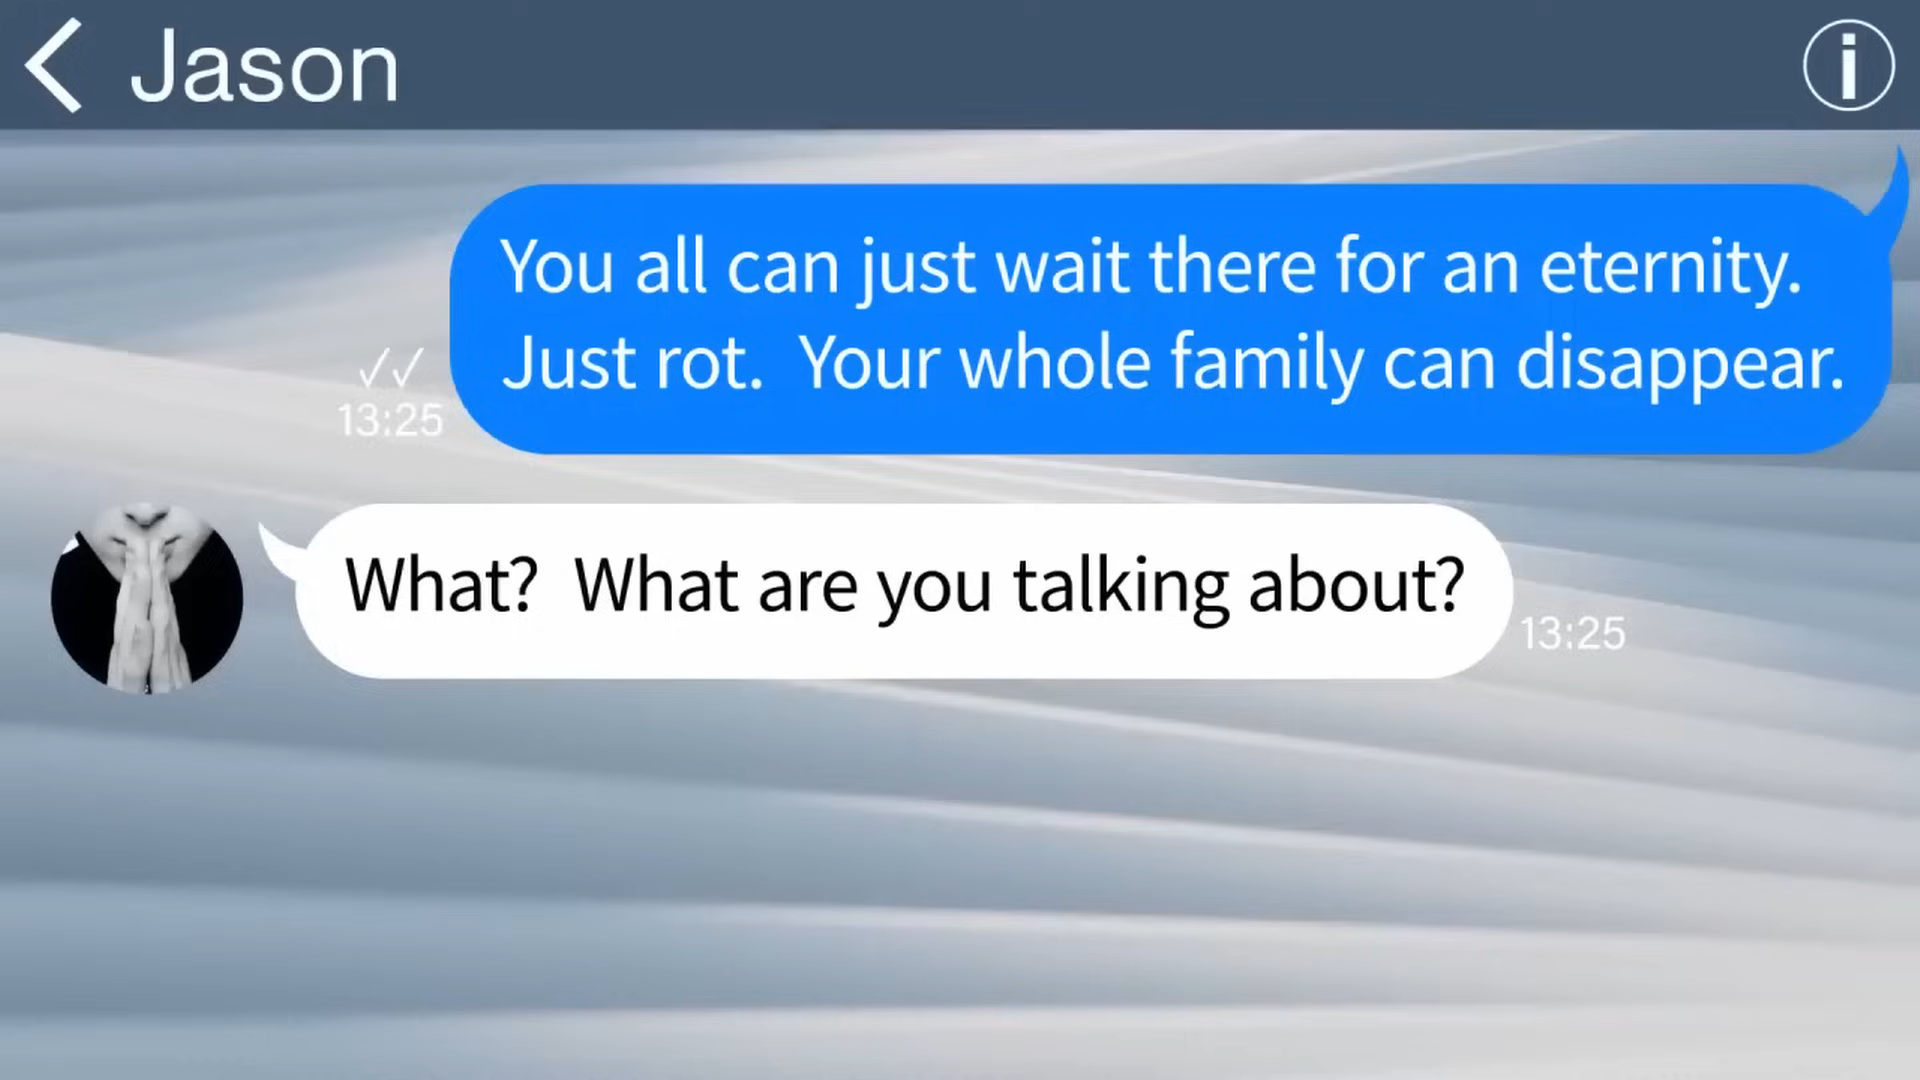 Jason
You all can just wait there for an eternity.
Just rot.  Your whole family can disappear.
13:25
What?  What are you talking about?
13:25